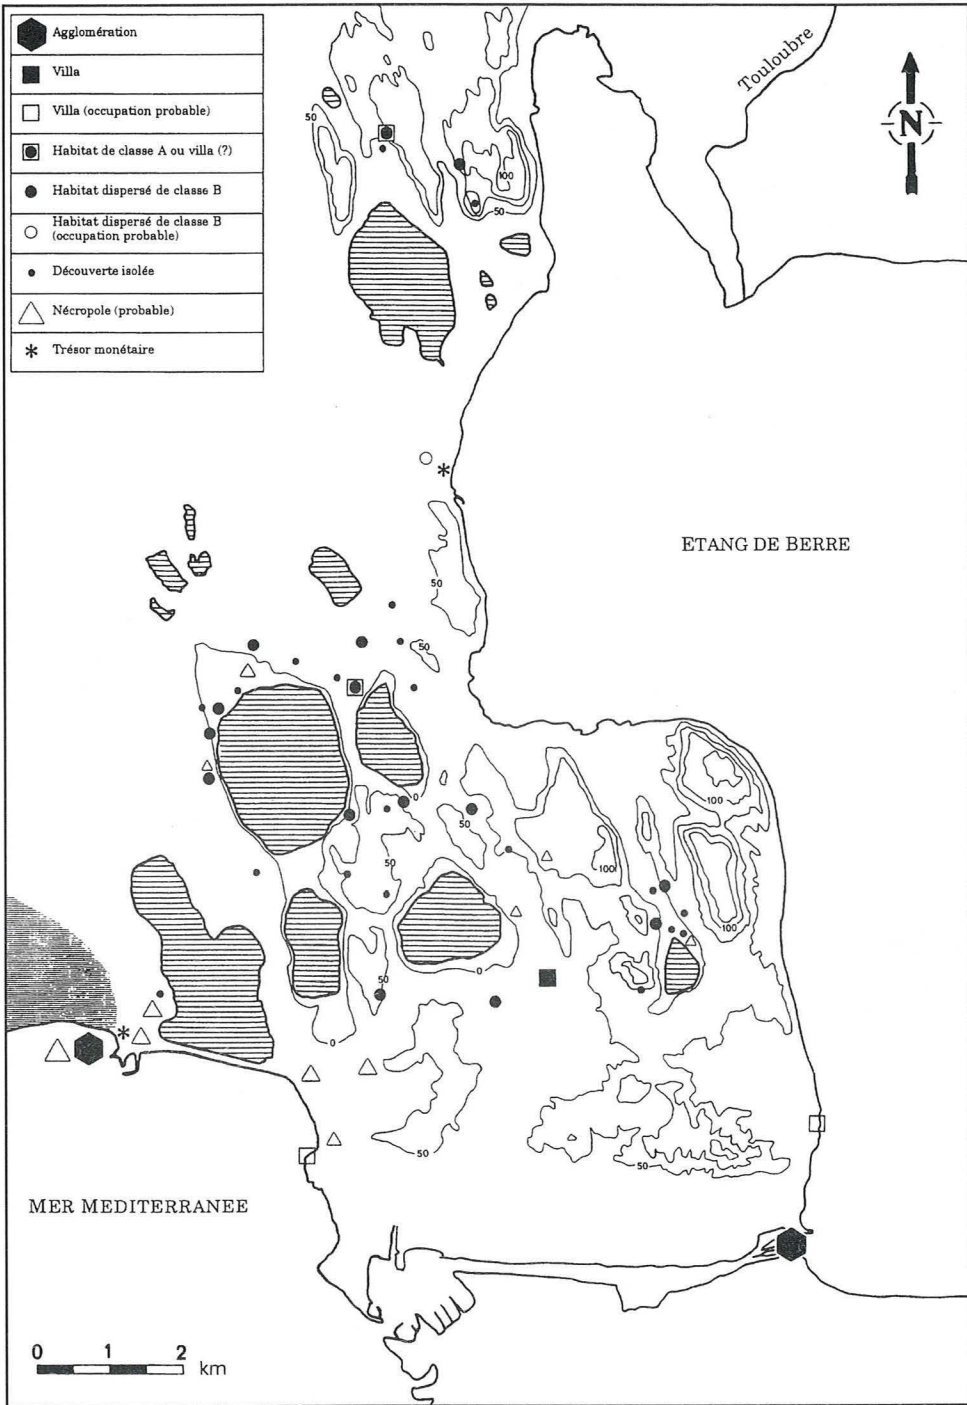 Agglomération
Villa
Villa (occupation probable)
Habitat de classe A ou villa (?)
Habitat dispersé de classe B
Habitat dispersé de classe B
(occupation probable)
Découverte isolée
Nécropole (probable)
Trésor monétaire
Touloubre
N
50
100
50
ETANG DE BERRE
50
50
100
0
50
50
100
100
0
50
0
50
50
MER MEDITERRANEE
0 1 2
km